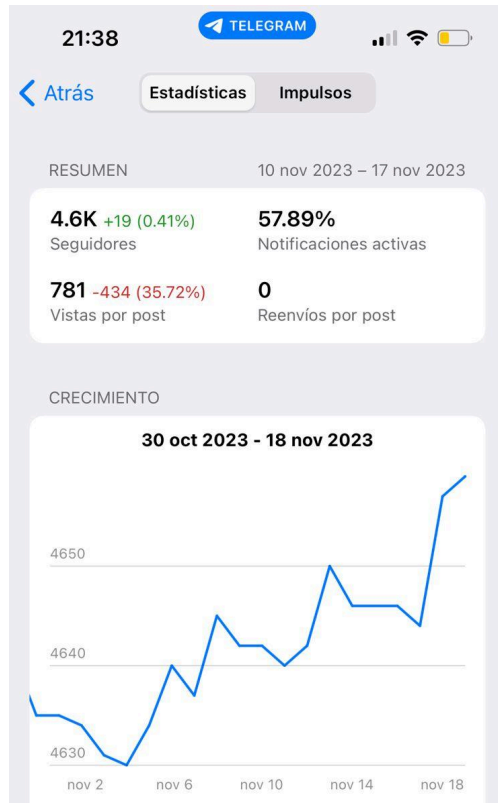 21:38
TELEGRAM
Atrás
Estadísticas
Impulsos
RESUMEN
10 nov 2023 – 17 nov 2023
4.6K +19 (0.41%)
Seguidores
57.89%
Notificaciones activas
781 -434 (35.72%)
Vistas por post
0
Reenvíos por post
CRECIMIENTO
30 oct 2023 - 18 nov 2023
4650
4640
4630
nov 2
nov 6
nov 10
nov 14
nov 18